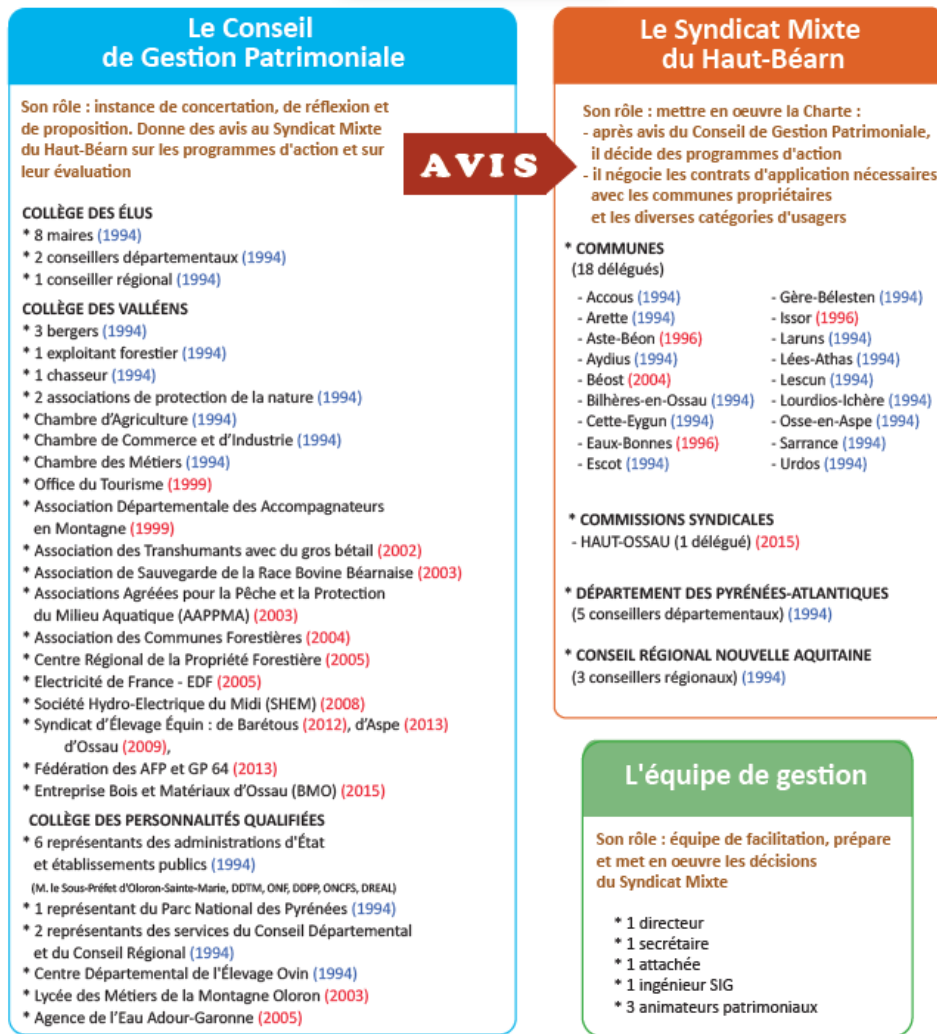 Le Conseil
de Gestion Patrimoniale
Son rôle : instance de concertation, de réflexion et
de proposition. Donne des avis au Syndicat Mixte
du Haut-Béarn sur les programmes d'action et sur
leur évaluation
COLLÈGE DES ÉLUS
* 8 maires (1994)
* 2 conseillers départementaux (1994)
* 1 conseiller régional (1994)
COLLÈGE DES VALLÉENS
* 3 bergers (1994)
* 1 exploitant forestier (1994)
* 1 chasseur (1994)
* 2 associations de protection de la nature (1994)
* Chambre d'Agriculture (1994)
* Chambre de Commerce et d'Industrie (1994)
* Chambre des Métiers (1994)
* Office du Tourisme (1999)
* Association Départementale des Accompagnateurs
en Montagne (1999)
* Association des Transhumants avec du gros bétail (2002)
* Association de Sauvegarde de la Race Bovine Béarnaise (2003)
* Associations Agréées pour la Pêche et la Protection
du Milieu Aquatique (AAPPMA) (2003)
* Association des Communes Forestières (2004)
* Centre Régional de la Propriété Forestière (2005)
* Electricité de France - EDF (2005)
* Société Hydro-Electrique du Midi (SHEM) (2008)
* Syndicat d'Élevage Équin : de Barétous (2012), d'Aspe (2013)
d'Ossau (2009),
* Fédération des AFP et GP 64 (2013)
* Entreprise Bois et Matériaux d'Ossau (BMO) (2015)
COLLÈGE DES PERSONNALITÉS QUALIFIÉES
* 6 représentants des administrations d'État
et établissements publics (1994)
(M. le Sous-Préfet d'Oloron-Sainte-Marie, DDTM, ONF, DDPP, ONCFS, DREAL)
* 1 représentant du Parc National des Pyrénées (1994)
* 2 représentants des services du Conseil Départemental
et du Conseil Régional (1994)
* Centre Départemental de l'Élevage Ovin (1994)
* Lycée des Métiers de la Montagne Oloron (2003)
* Agence de l'Eau Adour-Garonne (2005)
AVIS
Le Syndicat Mixte
du Haut-Béarn
Son rôle : mettre en oeuvre la Charte :
- après avis du Conseil de Gestion Patrimoniale,
il décide des programmes d'action
- il négocie les contrats d'application nécessaires
avec les communes propriétaires
et les diverses catégories d'usagers
* COMMUNES
(18 délégués)
- Accous (1994)
- Arette (1994)
- Aste-Béon (1996)
- Aydius (1994)
- Béost (2004)
- Bilhères-en-Ossau (1994)
- Cette-Eygun (1994)
- Eaux-Bonnes (1996)
- Escot (1994)
- Gère-Bélesten (1994)
- Issor (1996)
- Laruns (1994)
- Lées-Athas (1994)
- Lescun (1994)
- Lourdios-Ichère (1994)
- Osse-en-Aspe (1994)
- Sarrance (1994)
- Urdos (1994)
* COMMISSIONS SYNDICALES
- HAUT-OSSAU (1 délégué) (2015)
* DÉPARTEMENT DES PYRÉNÉES-ATLANTIQUES
(5 conseillers départementaux) (1994)
* CONSEIL RÉGIONAL NOUVELLE AQUITAINE
(3 conseillers régionaux) (1994)
L'équipe de gestion
Son rôle : équipe de facilitation, prépare
et met en oeuvre les décisions
du Syndicat Mixte
* 1 directeur
* 1 secrétaire
* 1 attachée
* 1 ingénieur SIG
* 3 animateurs patrimoniaux